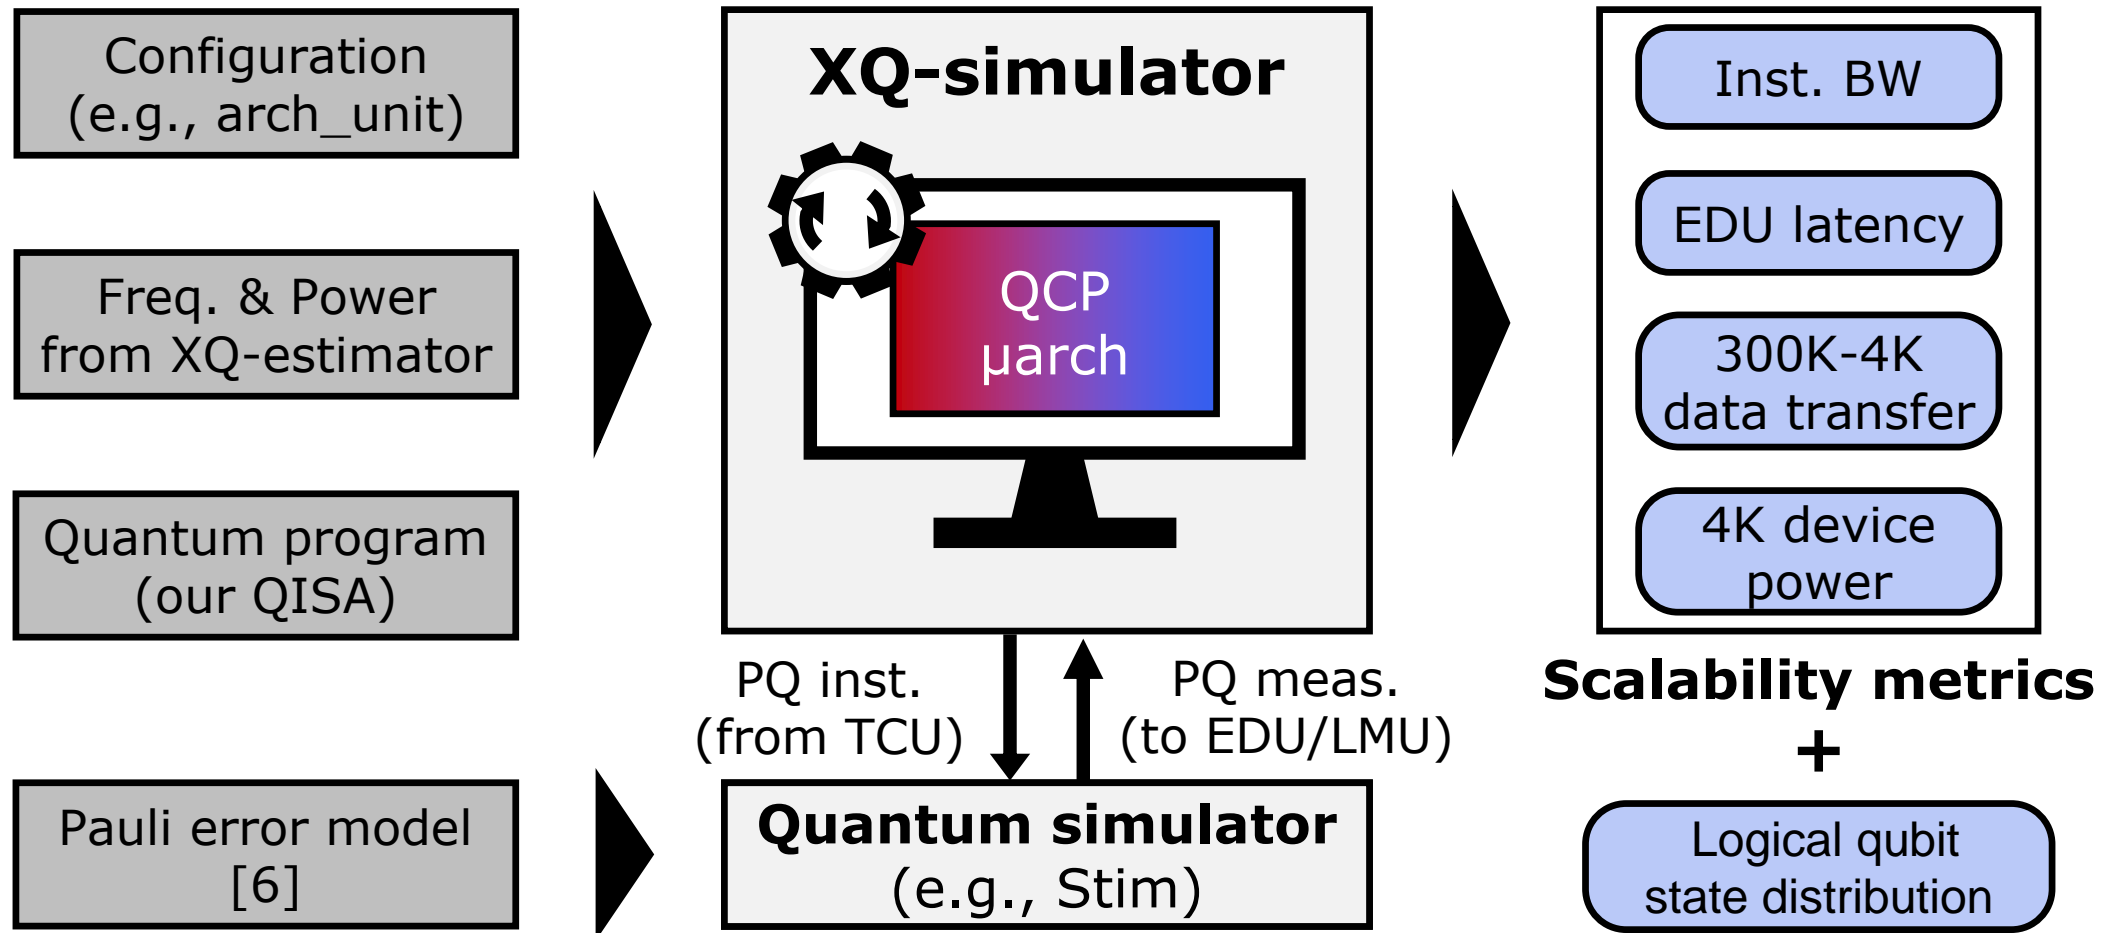 Configuration
(e.g., arch_unit)
Freq. & Power
from XQ-estimator
Quantum program
(our QISA)
Pauli error model
[6]
XQ-simulator
QCP
µarch
PQ inst.
(from TCU)
PQ meas.
(to EDU/LMU)
Quantum simulator
(e.g., Stim)
Inst. BW
EDU latency
300K-4K
data transfer
4K device
power
Scalability metrics
+
Logical qubit
state distribution